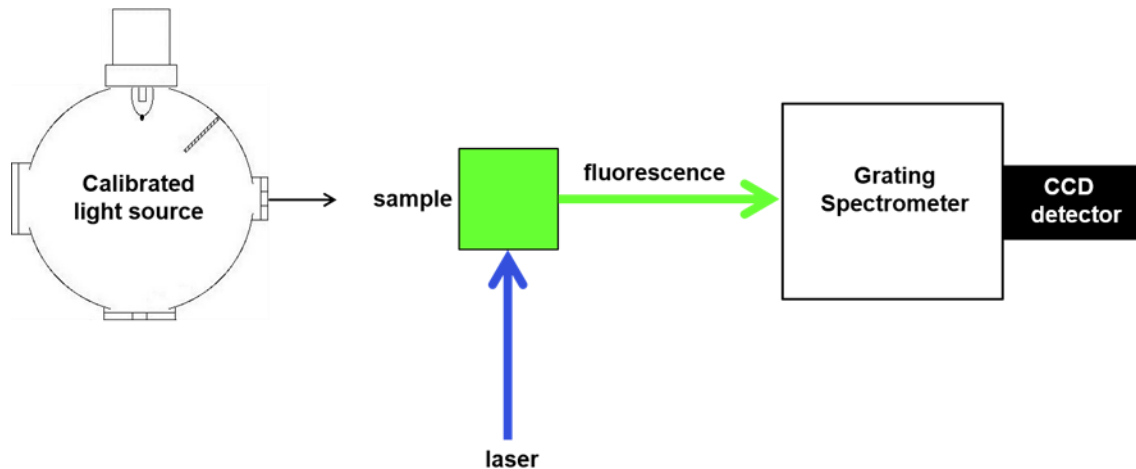 Calibrated
light source
sample
fluorescence
laser
Grating
Spectrometer
CCD
detector